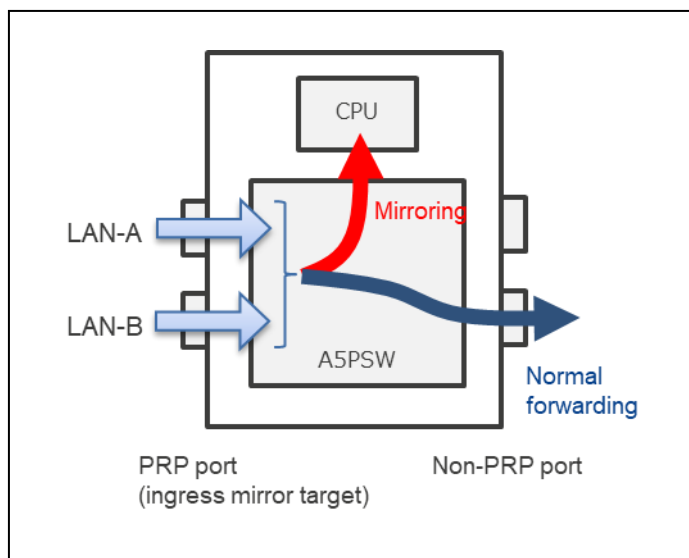 CPU
Mirroring
LAN-A
LAN-B
A5PSW
Normal
forwarding
PRP port
(ingress mirror target)
Non-PRP port